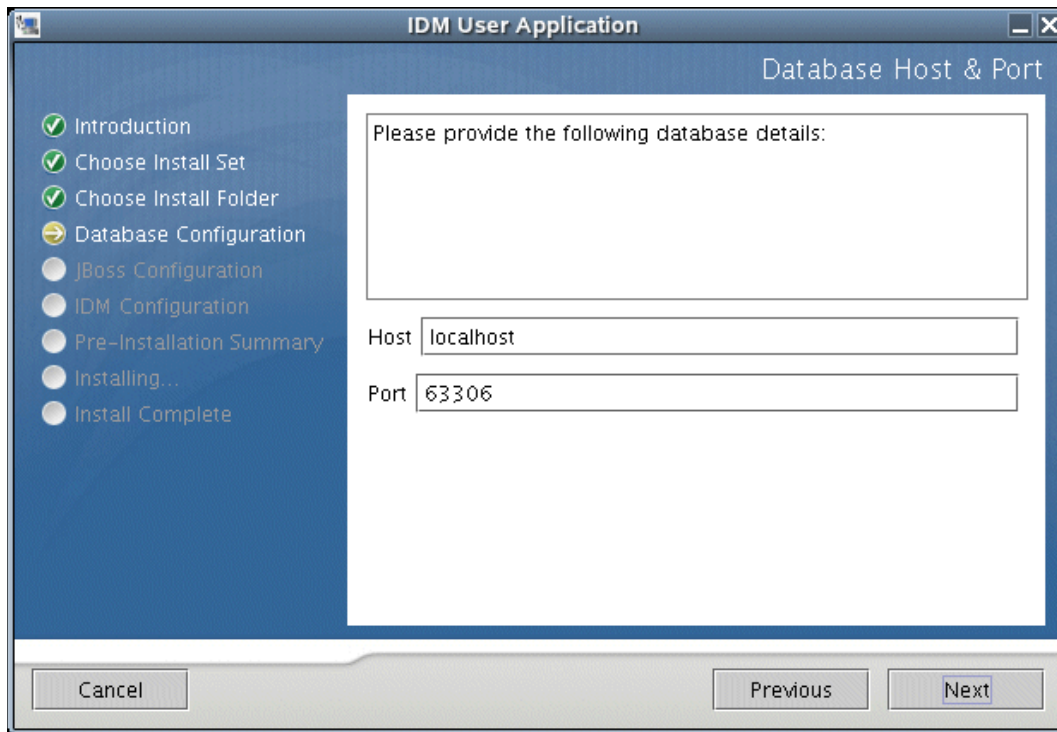 IDM User Application
Database Host & Port
Introduction
Choose Install Set
Choose Install Folder
Database Configuration
JBoss Configuration
IDM Configuration
Pre-Installation Summary
Installing...
Install Complete
Please provide the following database details:
Host localhost
Port 63306
Cancel
Previous
Next